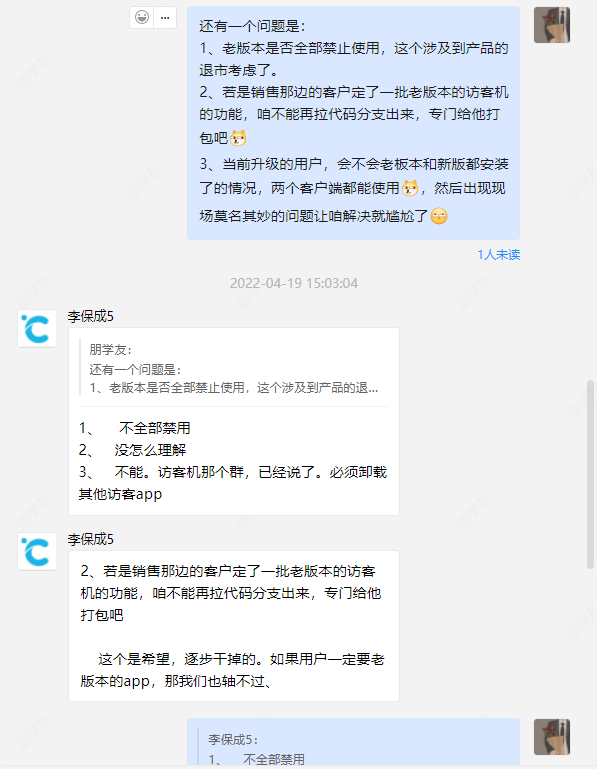 还有一个问题是：
1、老版本是否全部禁止使用，这个涉及到产品的
退市考虑了。
2、若是销售那边的客户定了一批老版本的访客机
的功能，咱不能再拉代码分支出来，专门给他打
包吧
3、当前升级的用户，会不会老板本和新版都安装
了的情况，两个客户端都能使用，然后出现现
场莫名其妙的问题让咱解决就尴尬了
1人未读
2022-04-19 15:03:04
李保成5
朋学友：
还有一个问题是：
1、老版本是否全部禁止使用，这个涉及到产品的退...
1、 不全部禁用
2、 没怎么理解
3、 不能。访客机那个群，已经说了。必须卸载
其他访客app
李保成5
2、若是销售那边的客户定了一批老版本的访客
机的功能，咱不能再拉代码分支出来，专门给他
打包吧
这个是希望，逐步干掉的。如果用户一定要老
版本的app，那我们也轴不过、
李保成5：
1、 不全部禁用